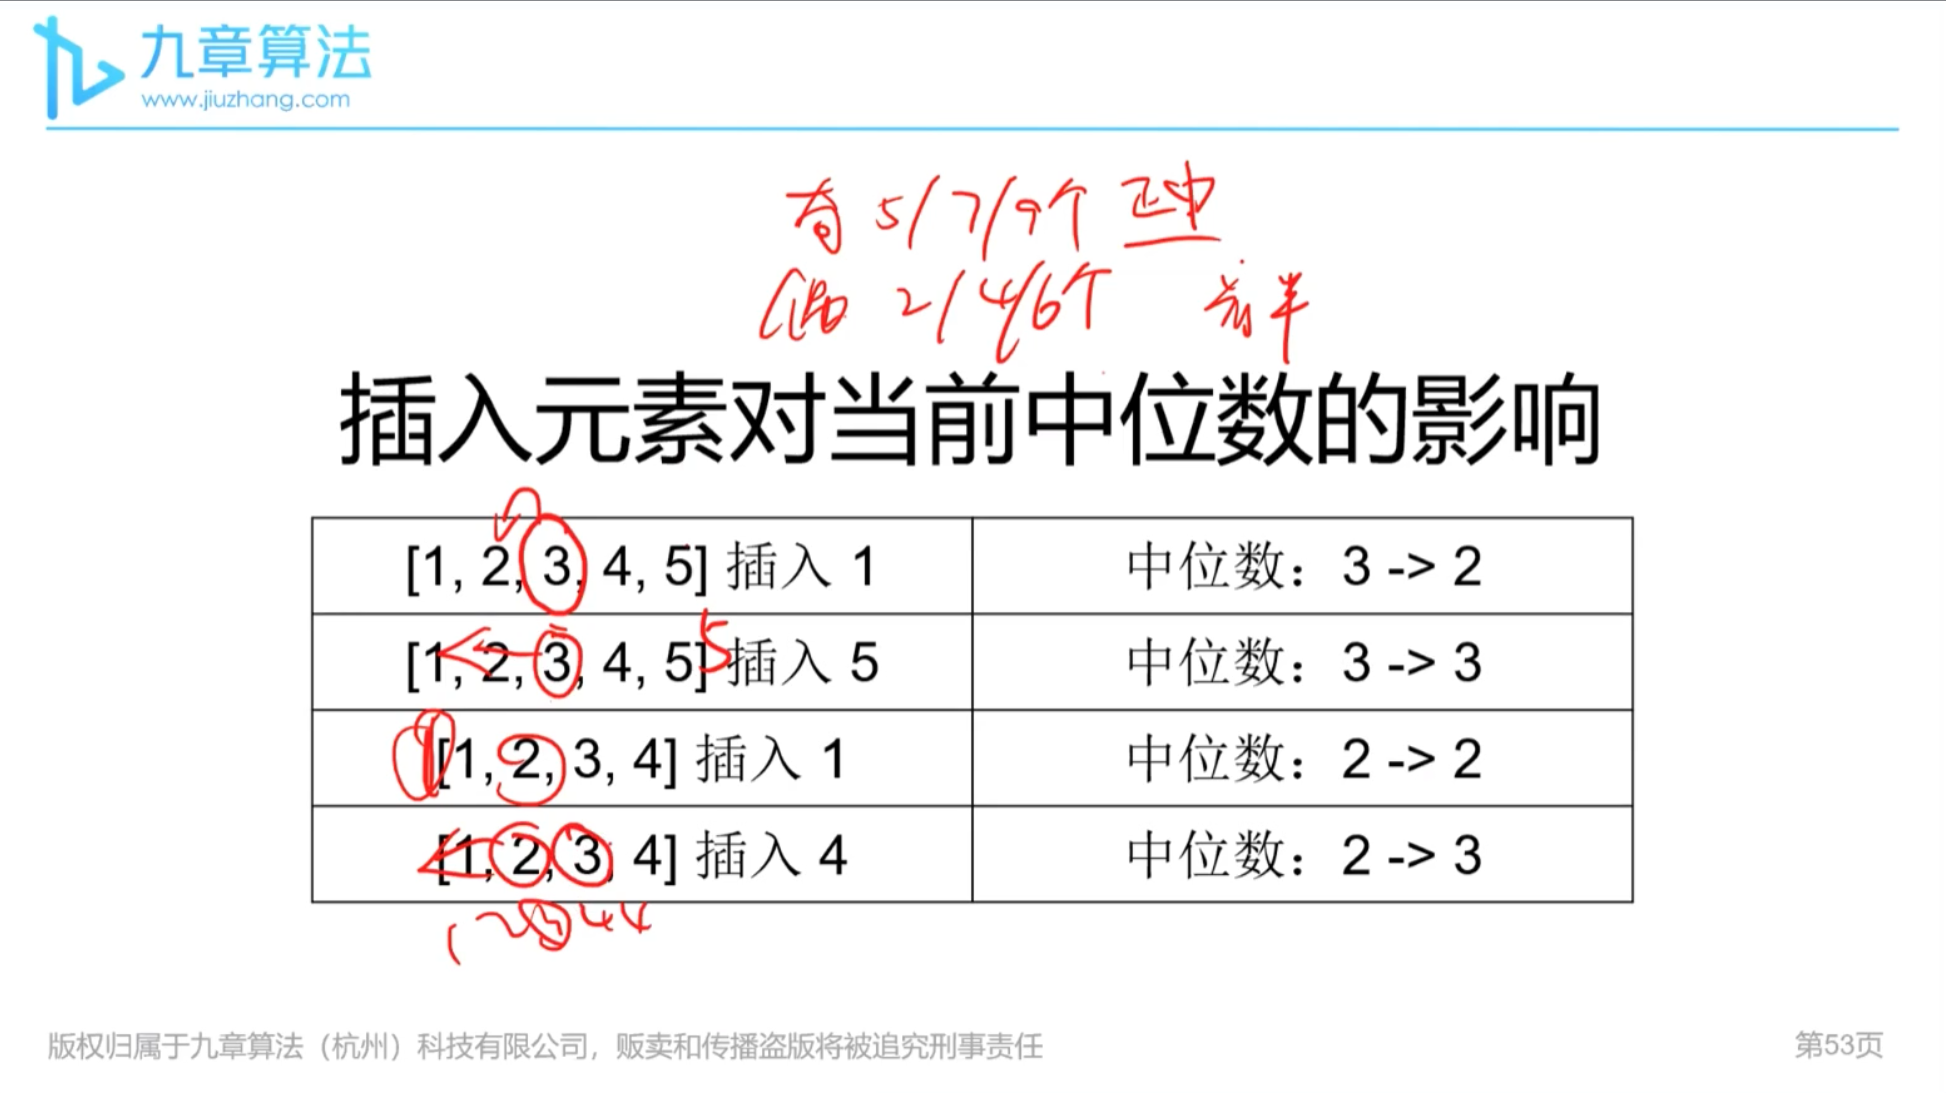 九章算法
www.jiuzhang.com
奇 5/7/9个 正中
偶 2/4/6个 前半
插入元素对当前中位数的影响
[1, 2, 3, 4, 5] 插入 1 中位数：3 -> 2
[1, 2, 3, 4, 5] 5 插入 5 中位数：3 -> 3
1 [1, 2, 3, 4] 插入 1 中位数：2 -> 2
[1, 2, 3, 4] 插入 4 中位数：2 -> 3
1 2 3 4 4
版权归属于九章算法（杭州）科技有限公司，贩卖和传播盗版将被追究刑事责任
第53页